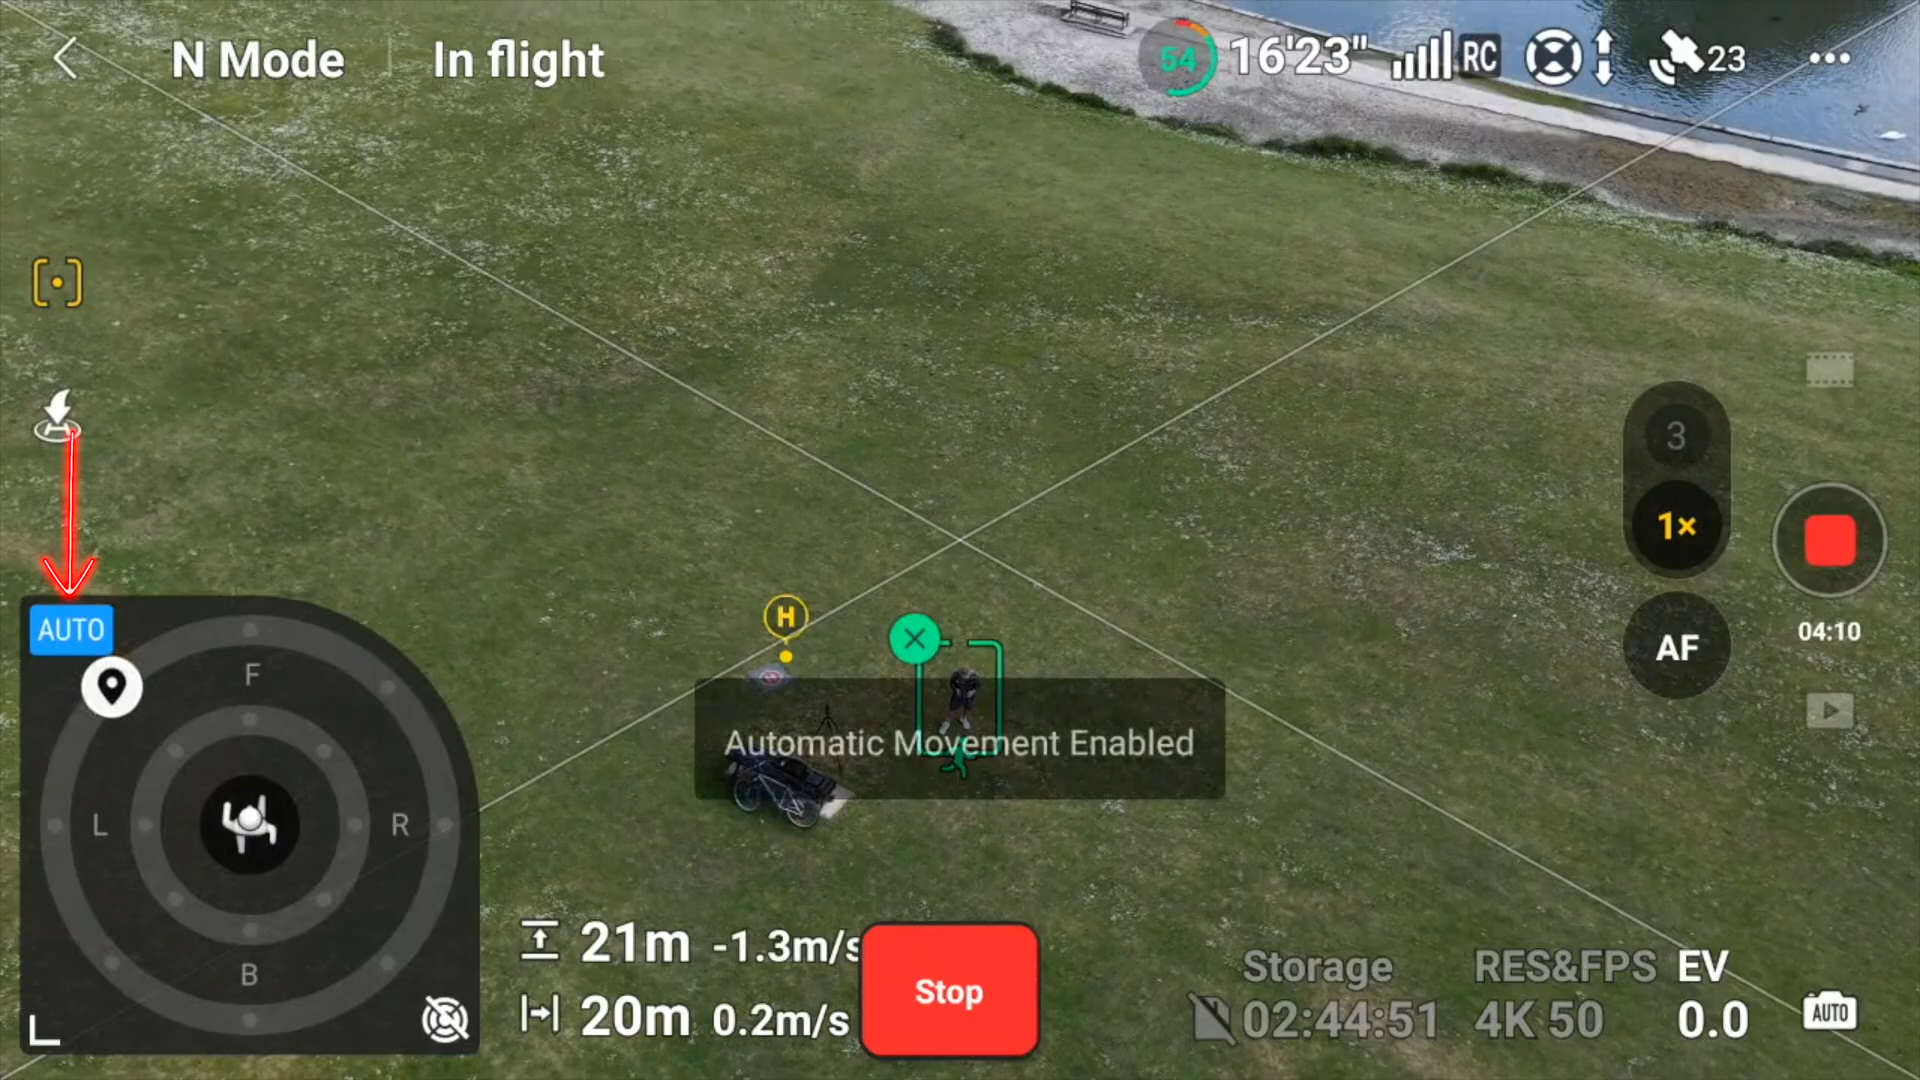 N Mode
In flight
54
16'23"
RC
23
3
1×
AF
04:10
AUTO
F
L
R
B
H
Automatic Movement Enabled
21m -1.3m/s
20m 0.2m/s
Stop
Storage
02:44:51
RES&FPS
4K 50
EV
0.0
AUTO